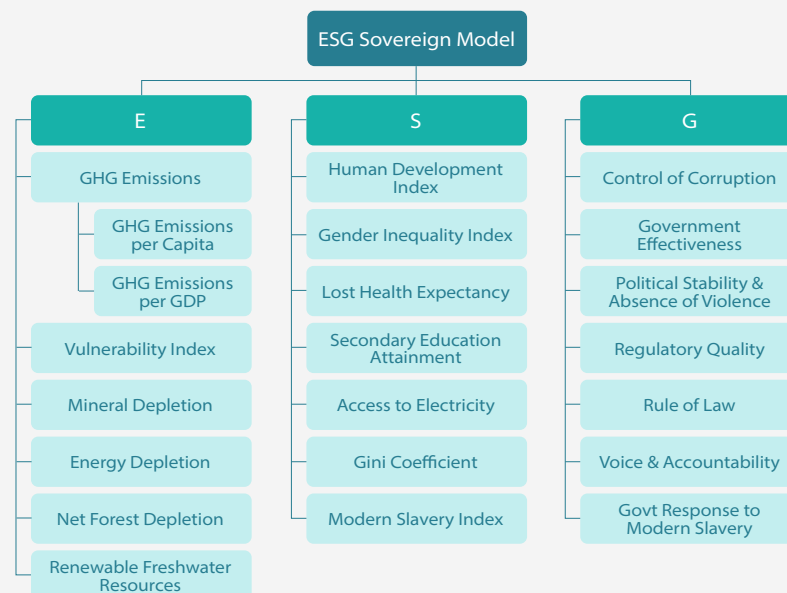 ESG Sovereign Model
E
GHG Emissions
GHG Emissions
per Capita
GHG Emissions
per GDP
Vulnerability Index
Mineral Depletion
Energy Depletion
Net Forest Depletion
Renewable Freshwater
Resources
S
Human Development
Index
Gender Inequality Index
Lost Health Expectancy
Secondary Education
Attainment
Access to Electricity
Gini Coefficient
Modern Slavery Index
G
Control of Corruption
Government
Effectiveness
Political Stability &
Absence of Violence
Regulatory Quality
Rule of Law
Voice & Accountability
Govt Response to
Modern Slavery